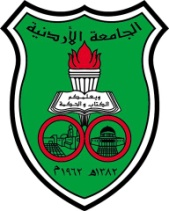 الجامعة الأردنية
ويعلمهم
الكتاب والحكمة
١٣٨٢هـ ١٩٦٢م